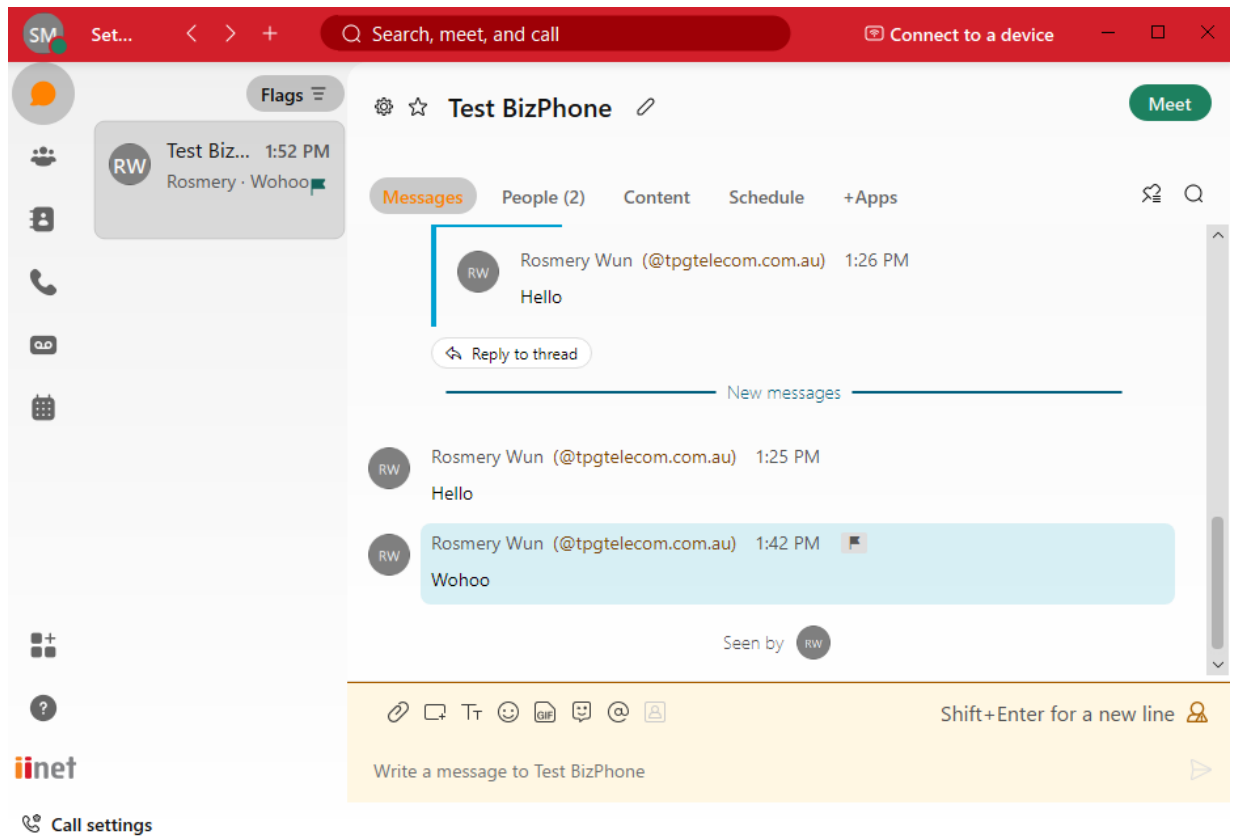 SM Set... Search, meet, and call Connect to a device
Flags
RW Test Biz... 1:52 PM
Rosmery · Wohoo
Test BizPhone Meet
Messages People (2) Content Schedule +Apps
RW Rosmery Wun (@tpgtelecom.com.au) 1:26 PM
Hello
Reply to thread
New messages
RW Rosmery Wun (@tpgtelecom.com.au) 1:25 PM
Hello
RW Rosmery Wun (@tpgtelecom.com.au) 1:42 PM
Wohoo
Seen by RW
GIF Shift+Enter for a new line
Write a message to Test BizPhone
iinet
Call settings